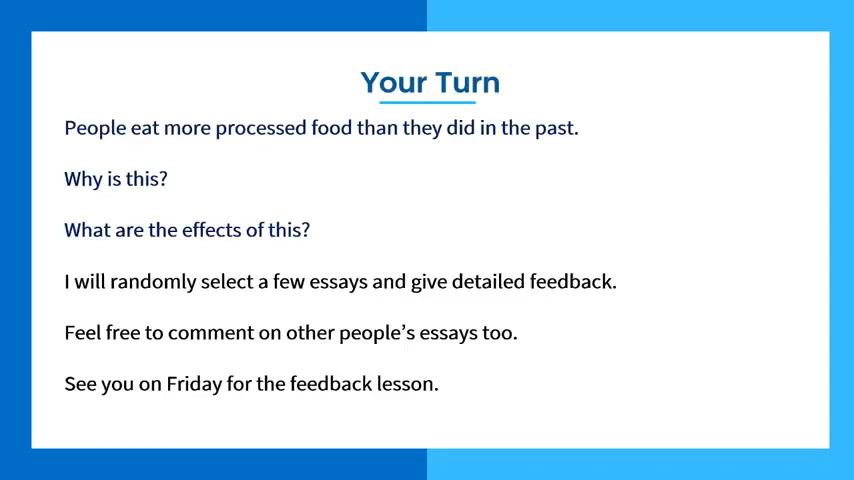 Your Turn
People eat more processed food than they did in the past.
Why is this?
What are the effects of this?
I will randomly select a few essays and give detailed feedback.
Feel free to comment on other people’s essays too.
See you on Friday for the feedback lesson.